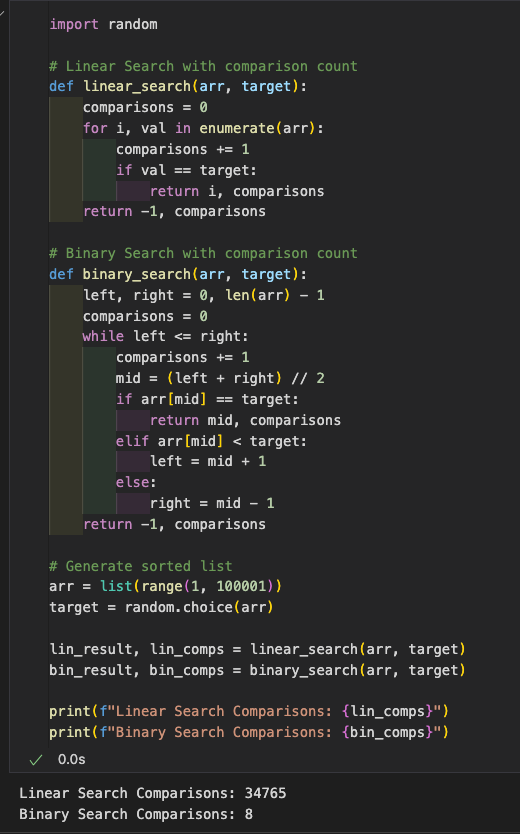 import random

# Linear Search with comparison count
def linear_search(arr, target):
    comparisons = 0
    for i, val in enumerate(arr):
        comparisons += 1
        if val == target:
            return i, comparisons
    return -1, comparisons

# Binary Search with comparison count
def binary_search(arr, target):
    left, right = 0, len(arr) - 1
    comparisons = 0
    while left <= right:
        comparisons += 1
        mid = (left + right) // 2
        if arr[mid] == target:
            return mid, comparisons
        elif arr[mid] < target:
            left = mid + 1
        else:
            right = mid - 1
    return -1, comparisons

# Generate sorted list
arr = list(range(1, 100001))
target = random.choice(arr)

lin_result, lin_comps = linear_search(arr, target)
bin_result, bin_comps = binary_search(arr, target)

print(f"Linear Search Comparisons: {lin_comps}")
print(f"Binary Search Comparisons: {bin_comps}")
0.0s
Linear Search Comparisons: 34765
Binary Search Comparisons: 8